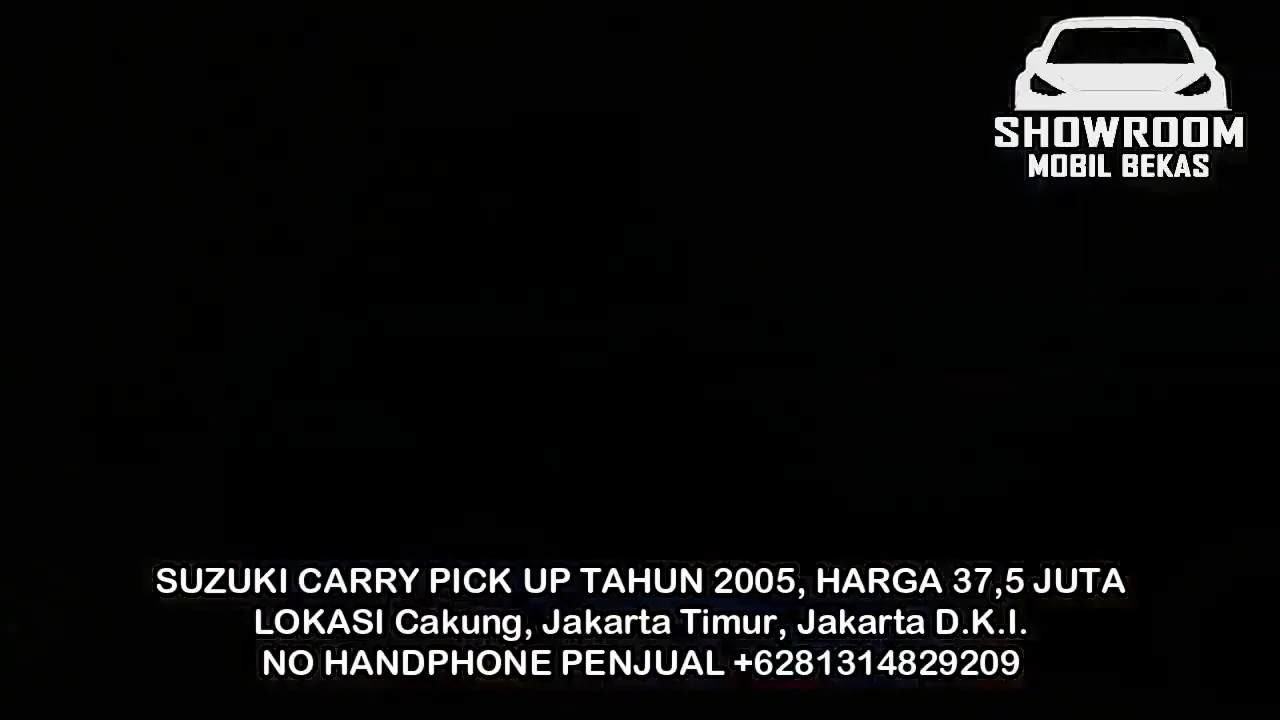 SHOWROOM
MOBIL BEKAS
SUZUKI CARRY PICK UP TAHUN 2005, HARGA 37,5 JUTA
LOKASI Cakung, Jakarta Timur, Jakarta D.K.I.
NO HANDPHONE PENJUAL +6281314829209